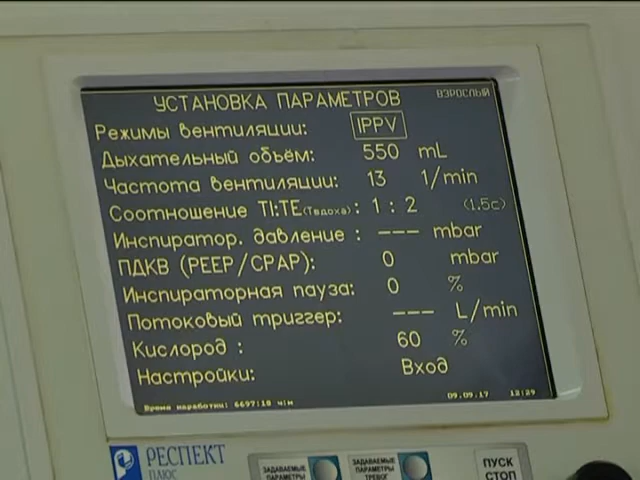 УСТАНОВКА ПАРАМЕТРОВ ВЗРОСЛЫЙ
Режимы вентиляции: IPPV
Дыхательный объём: 550 mL
Частота вентиляции: 13 1/min
Соотношение TI:TE(Твдоха): 1 : 2 (1.5с)
Инспиратор. давление : --- mbar
ПДКВ (PEEP/CPAP): 0 mbar
Инспираторная пауза: 0 %
Потоковый триггер: --- L/min
Кислород : 60 %
Настройки: Вход
Время наработки: 6697:18 ч:м 09.09.17 12:29
РЕСПЕКТ
ПЛЮС
ЗАДАВАЕМЫЕ
ПАРАМЕТРЫ
ЗАДАВАЕМЫЕ
ПАРАМЕТРЫ
ТРЕВОГ
ПУСК
СТОП